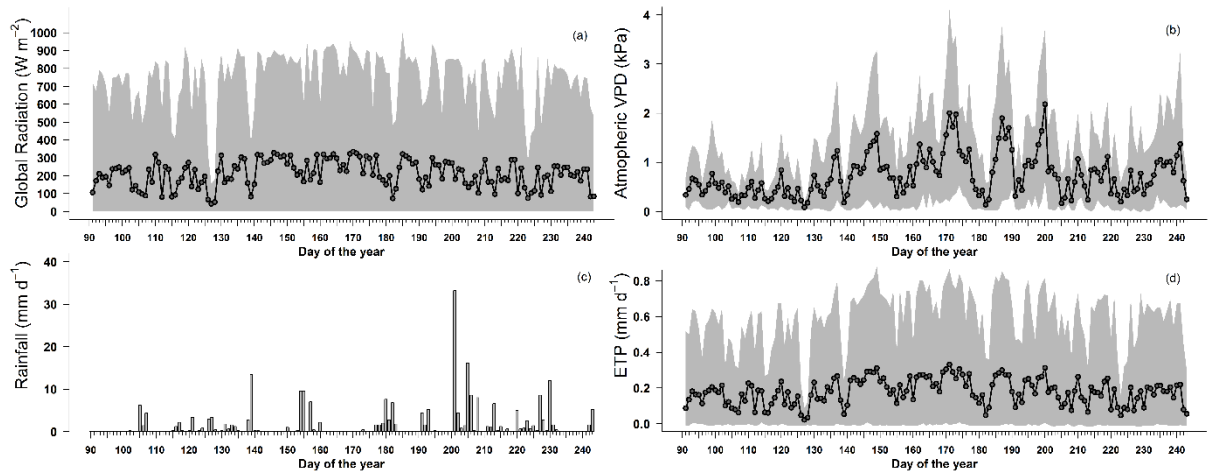 (a)
Global Radiation (W m⁻²)
1000
900
800
700
600
500
400
300
200
100
0
90 100 110 120 130 140 150 160 170 180 190 200 210 220 230 240
Day of the year
(b)
Atmopheric VPD (kPa)
4
3
2
1
0
90 100 110 120 130 140 150 160 170 180 190 200 210 220 230 240
Day of the year
(c)
Rainfall (mm d⁻¹)
40
30
20
10
0
90 100 110 120 130 140 150 160 170 180 190 200 210 220 230 240
Day of the year
(d)
ETP (mm d⁻¹)
0.8
0.6
0.4
0.2
0.0
90 100 110 120 130 140 150 160 170 180 190 200 210 220 230 240
Day of the year